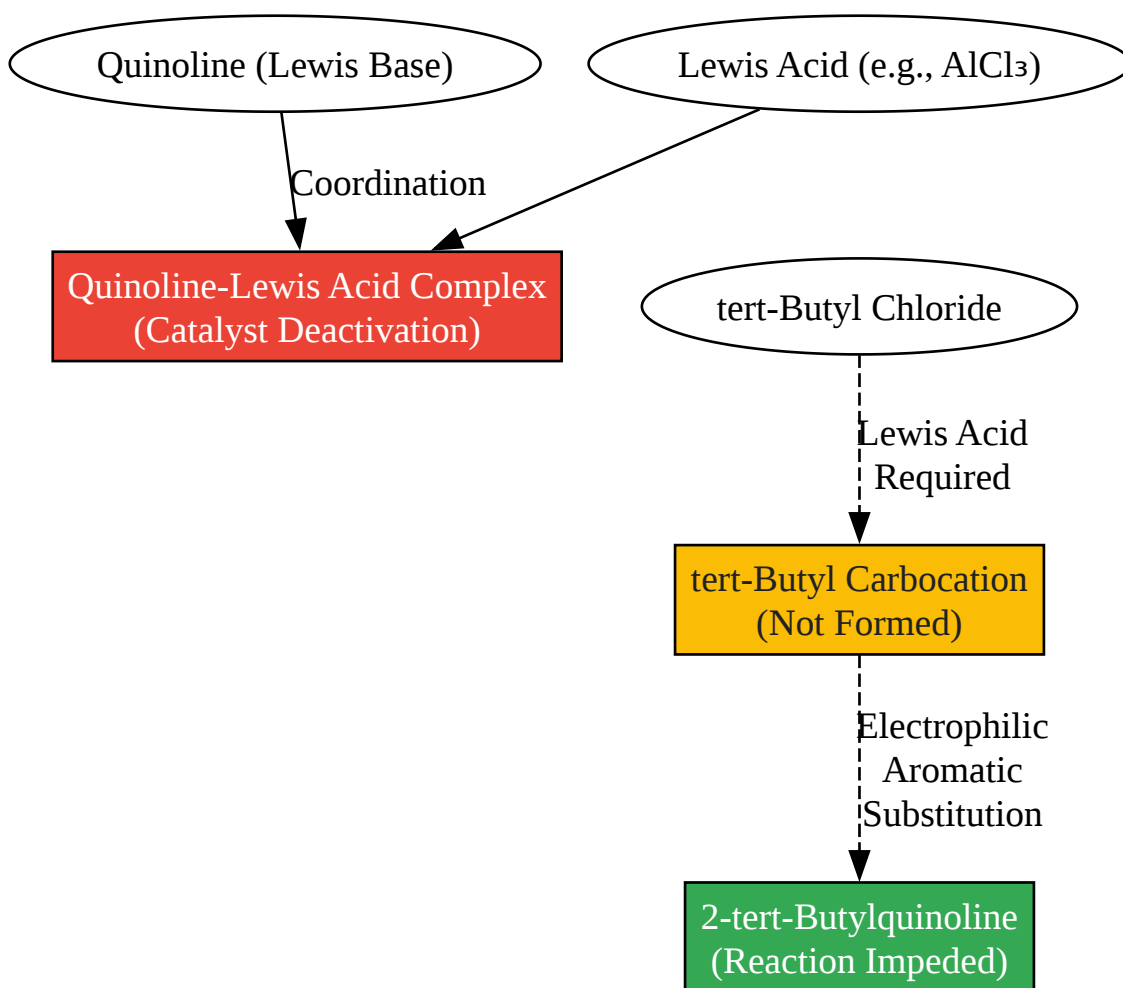 Quinoline (Lewis Base)
Lewis Acid (e.g., AlCl₃)
Coordination
Quinoline-Lewis Acid Complex
(Catalyst Deactivation)
tert-Butyl Chloride
Lewis Acid
Required
tert-Butyl Carbocation
(Not Formed)
Electrophilic
Aromatic
Substitution
2-tert-Butylquinoline
(Reaction Impeded)